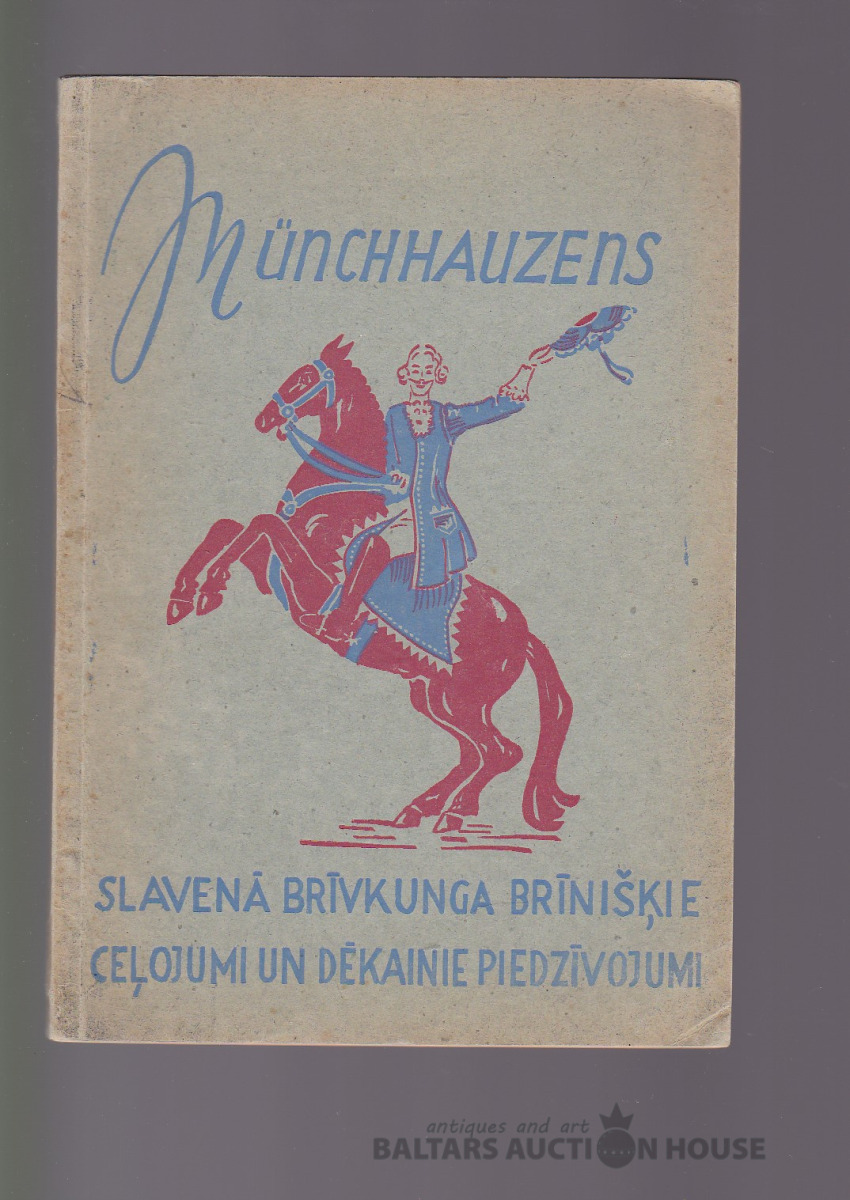 MÜNCHHAUZENS
SLAVENĀ BRĪVKUNGA BRĪNIŠĶIE
CEĻOJUMI UN DĒKAINIE PIEDZĪVOJUMI
antiques and art
BALTARS AUCTION HOUSE